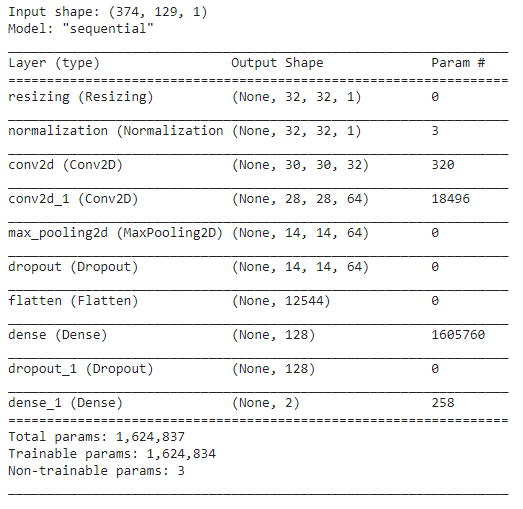 Input shape: (374, 129, 1)
Model: "sequential"
_________________________________________________________________
Layer (type)                 Output Shape              Param #
=================================================================
resizing (Resizing)          (None, 32, 32, 1)         0
_________________________________________________________________
normalization (Normalization (None, 32, 32, 1)         3
_________________________________________________________________
conv2d (Conv2D)              (None, 30, 30, 32)        320
_________________________________________________________________
conv2d_1 (Conv2D)            (None, 28, 28, 64)        18496
_________________________________________________________________
max_pooling2d (MaxPooling2D) (None, 14, 14, 64)        0
_________________________________________________________________
dropout (Dropout)            (None, 14, 14, 64)        0
_________________________________________________________________
flatten (Flatten)            (None, 12544)             0
_________________________________________________________________
dense (Dense)                (None, 128)               1605760
_________________________________________________________________
dropout_1 (Dropout)          (None, 128)               0
_________________________________________________________________
dense_1 (Dense)              (None, 2)                 258
=================================================================
Total params: 1,624,837
Trainable params: 1,624,834
Non-trainable params: 3
_________________________________________________________________